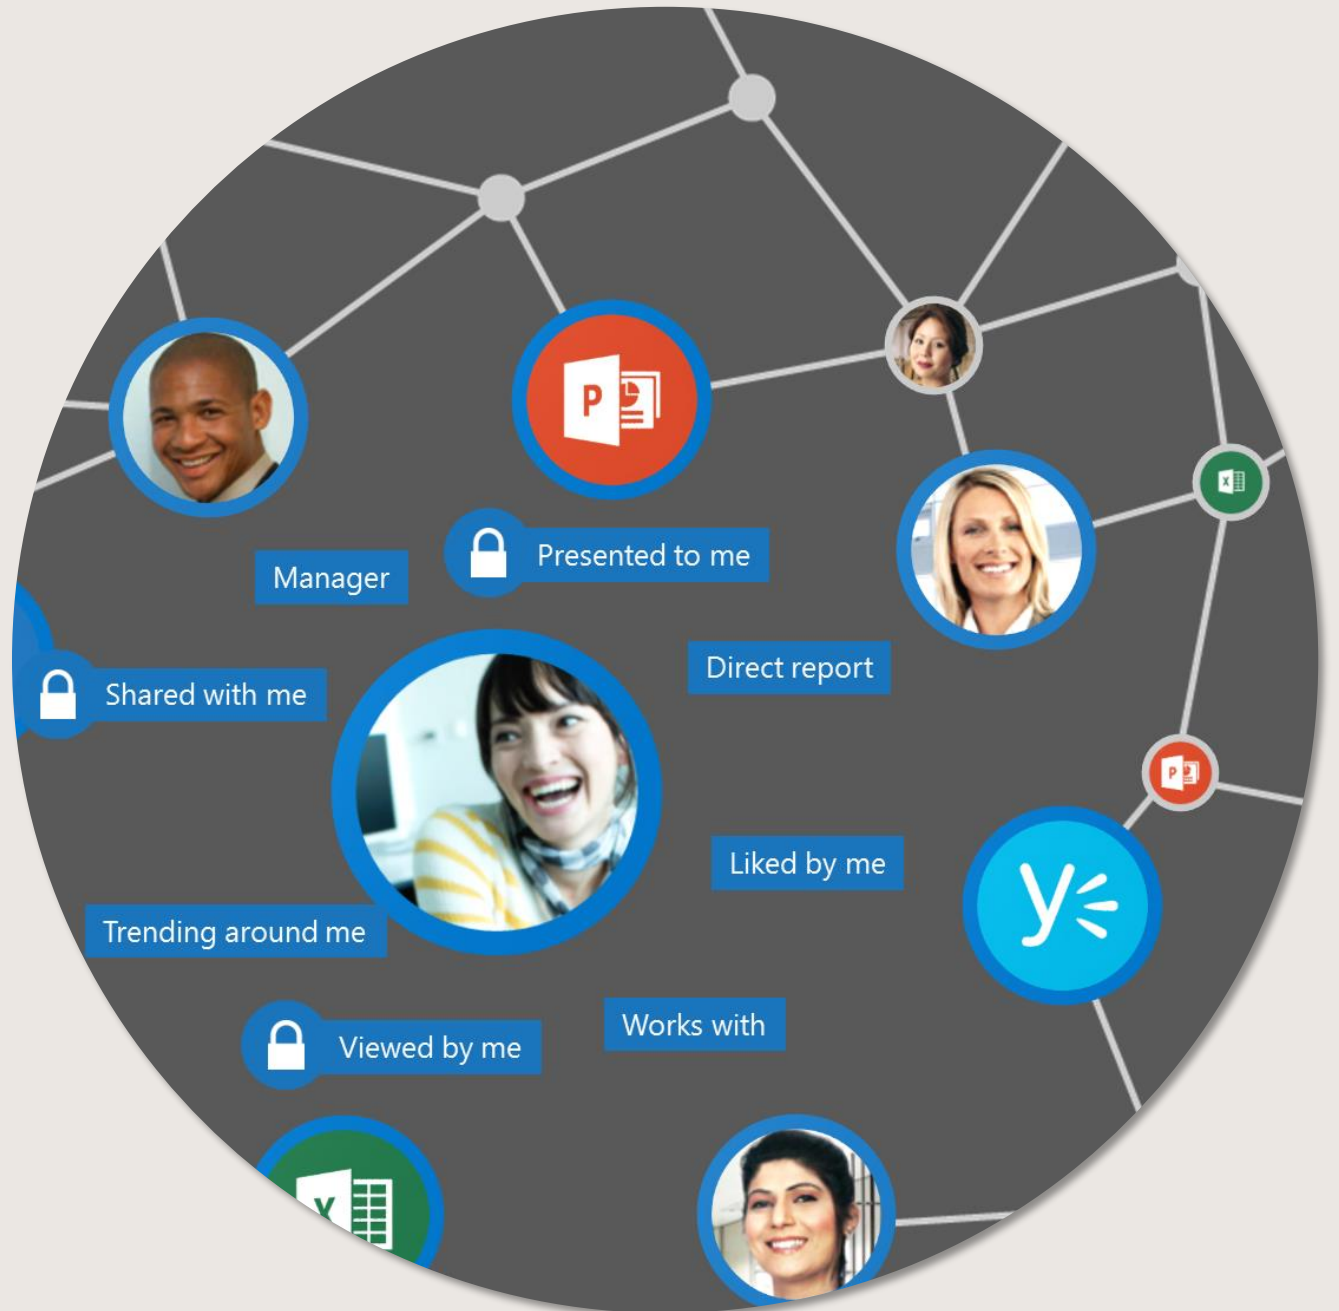 P
X
Presented to me
Manager
Direct report
Shared with me
P
Liked by me
y
Trending around me
Works with
Viewed by me
X